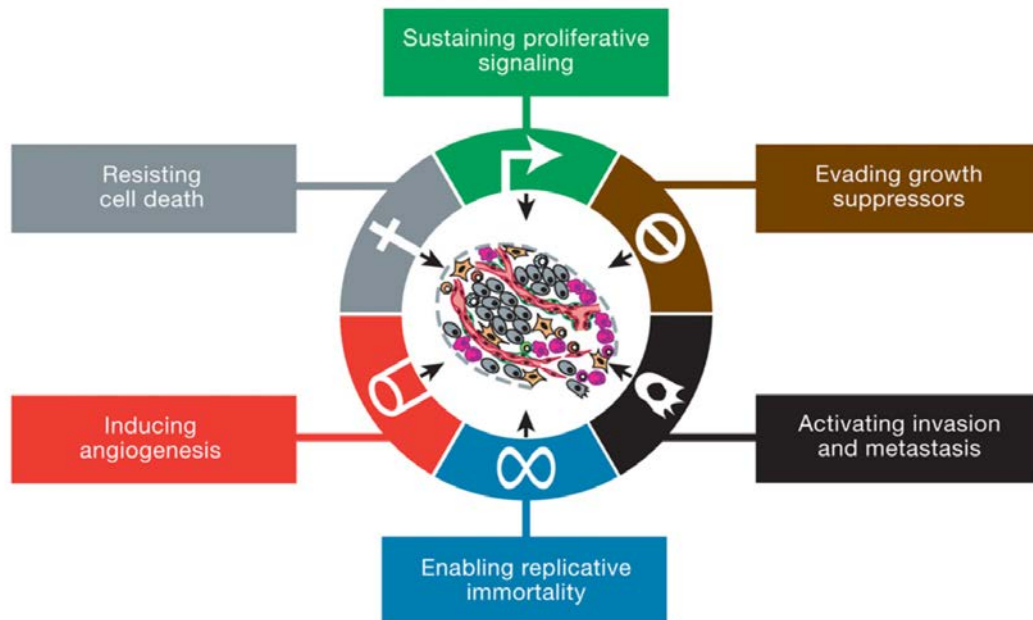 Sustaining proliferative
signaling
Resisting
cell death
Evading growth
suppressors
Inducing
angiogenesis
Activating invasion
and metastasis
Enabling replicative
immortality